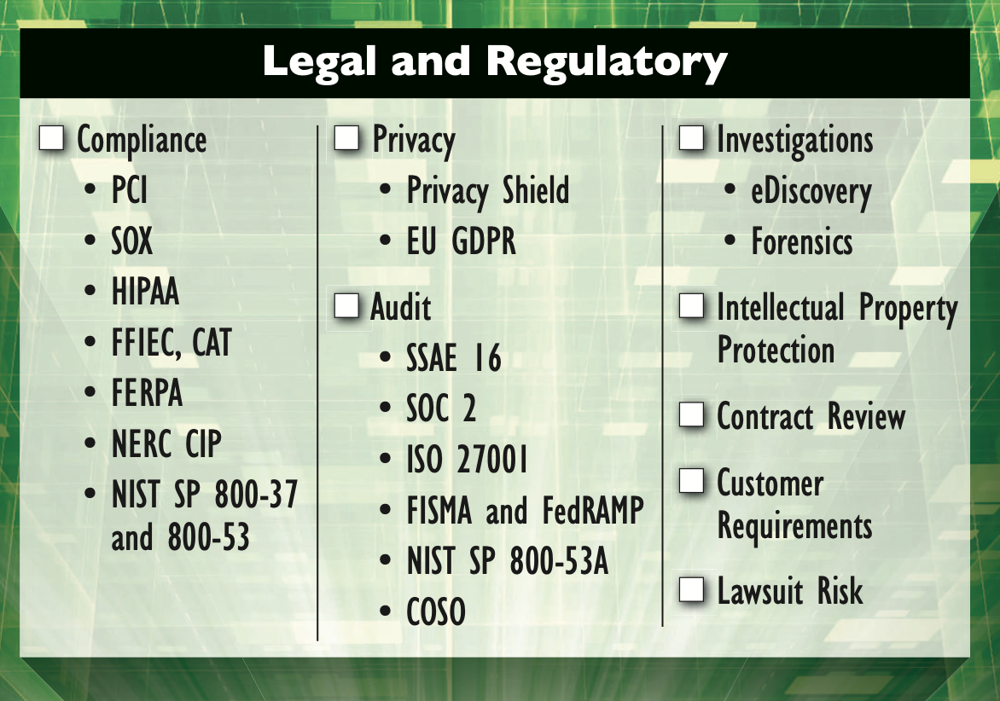 Legal and Regulatory
Compliance
• PCI
• SOX
• HIPAA
• FFIEC, CAT
• FERPA
• NERC CIP
• NIST SP 800-37
and 800-53
Privacy
• Privacy Shield
• EU GDPR
Audit
• SSAE 16
• SOC 2
• ISO 27001
• FISMA and FedRAMP
• NIST SP 800-53A
• COSO
Investigations
• eDiscovery
• Forensics
Intellectual Property
Protection
Contract Review
Customer
Requirements
Lawsuit Risk